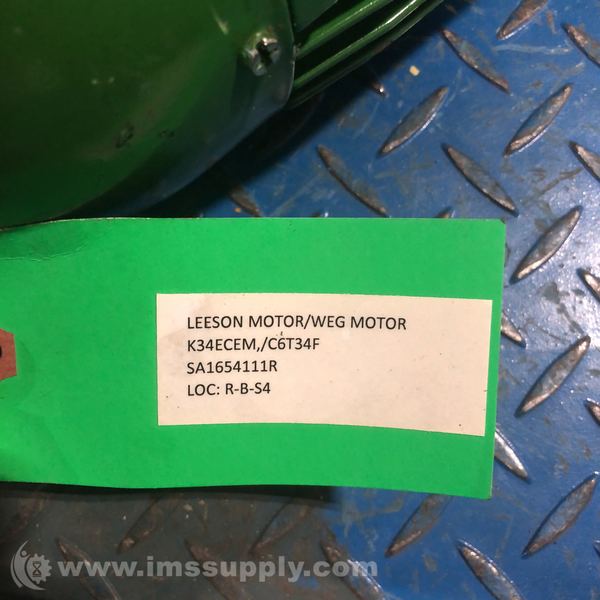 LEESON MOTOR/WEG MOTOR
K34ECEM,/C6T34F
SA1654111R
LOC: R-B-S4
www.imssupply.com